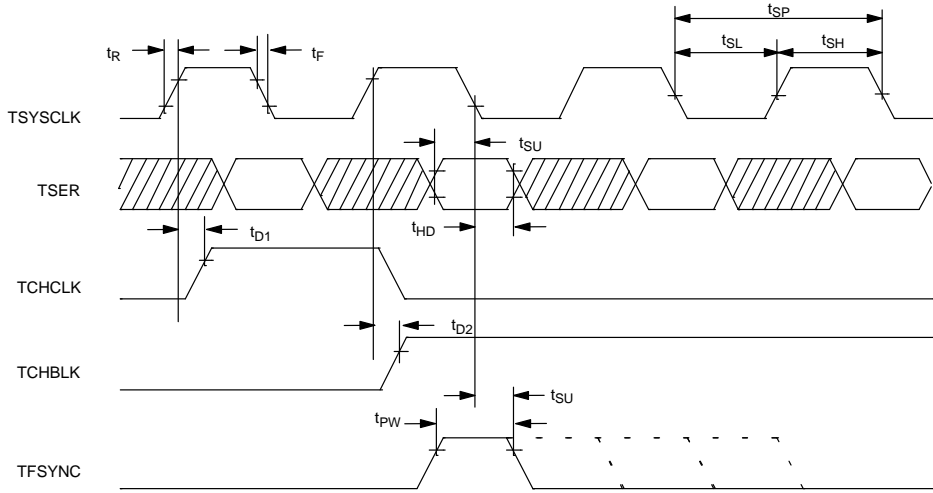 tSP
tR
tF
tSL
tSH
TSYSCLK
tSU
TSER
tD1
tHD
TCHCLK
tD2
TCHBLK
tSU
tPW
TFSYNC